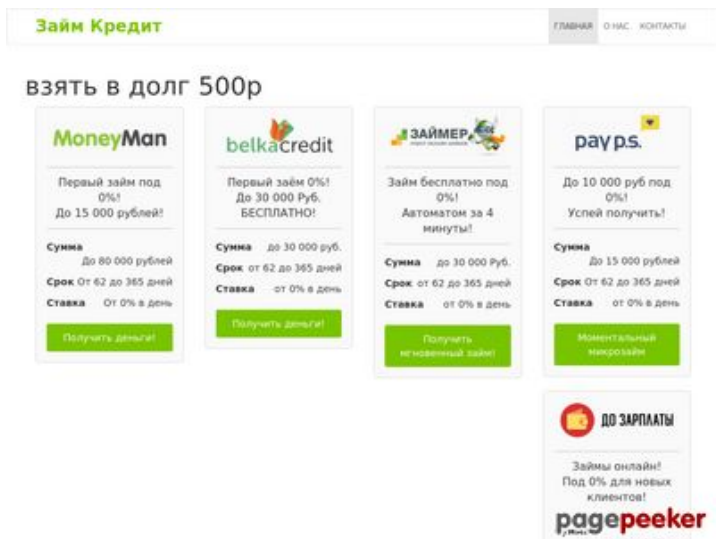 Займ Кредит
ГЛАВНАЯ О НАС. КОНТАКТЫ
взять в долг 500р
MoneyMan
Первый займ под
0%!
До 15 000 рублей!
Сумма
До 80 000 рублей
Срок От 62 до 365 дней
Ставка От 0% в день
Получить деньги!
belkacredit
Первый заём 0%!
До 30 000 Руб.
БЕСПЛАТНО!
Сумма до 30 000 руб.
Срок от 62 до 365 дней
Ставка от 0% в день
Получить деньги!
ЗАЙМЕР
Займ бесплатно под
0%!
Автоматом за 4
минуты!
Сумма до 30 000 Руб.
Срок от 62 до 365 дней
Ставка от 0% в день
Получить
мгновенный займ!
pay p.s.
До 10 000 руб под
0%!
Успей получить!
Сумма
До 15 000 рублей
Срок От 62 до 365 дней
Ставка от 0% в день
Моментальный
микрозайм
ДО ЗАРПЛАТЫ
Займы онлайн!
Под 0% для новых
клиентов!
pagepeeker